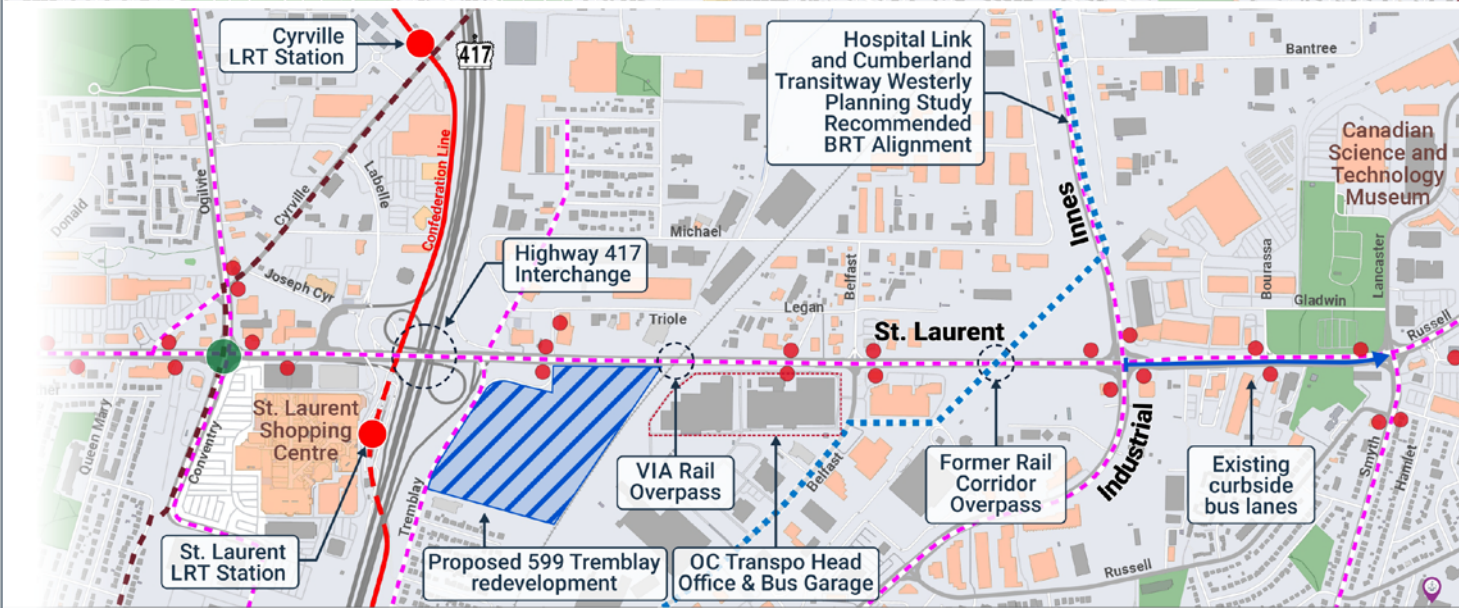 Cyrville
LRT Station
417
Hospital Link
and Cumberland
Transitway Westerly
Planning Study
Recommended
BRT Alignment
Bantree
Canadian
Science and
Technology
Museum
Donald
Ogilvie
Cyrville
Labelle
Confederation Line
Innes
Michael
Highway 417
Interchange
Joseph Cyr
Belfast
Bourassa
Lancaster
Gladwin
Legan
Triole
St. Laurent
Russell
St. Laurent
Shopping
Centre
Queen Mary
Coventry
Tremblay
VIA Rail
Overpass
Belfast
Former Rail
Corridor
Overpass
Industrial
Existing
curbside
bus lanes
Smyth
Hamlet
St. Laurent
LRT Station
Proposed 599 Tremblay
redevelopment
OC Transpo Head
Office & Bus Garage
Russell